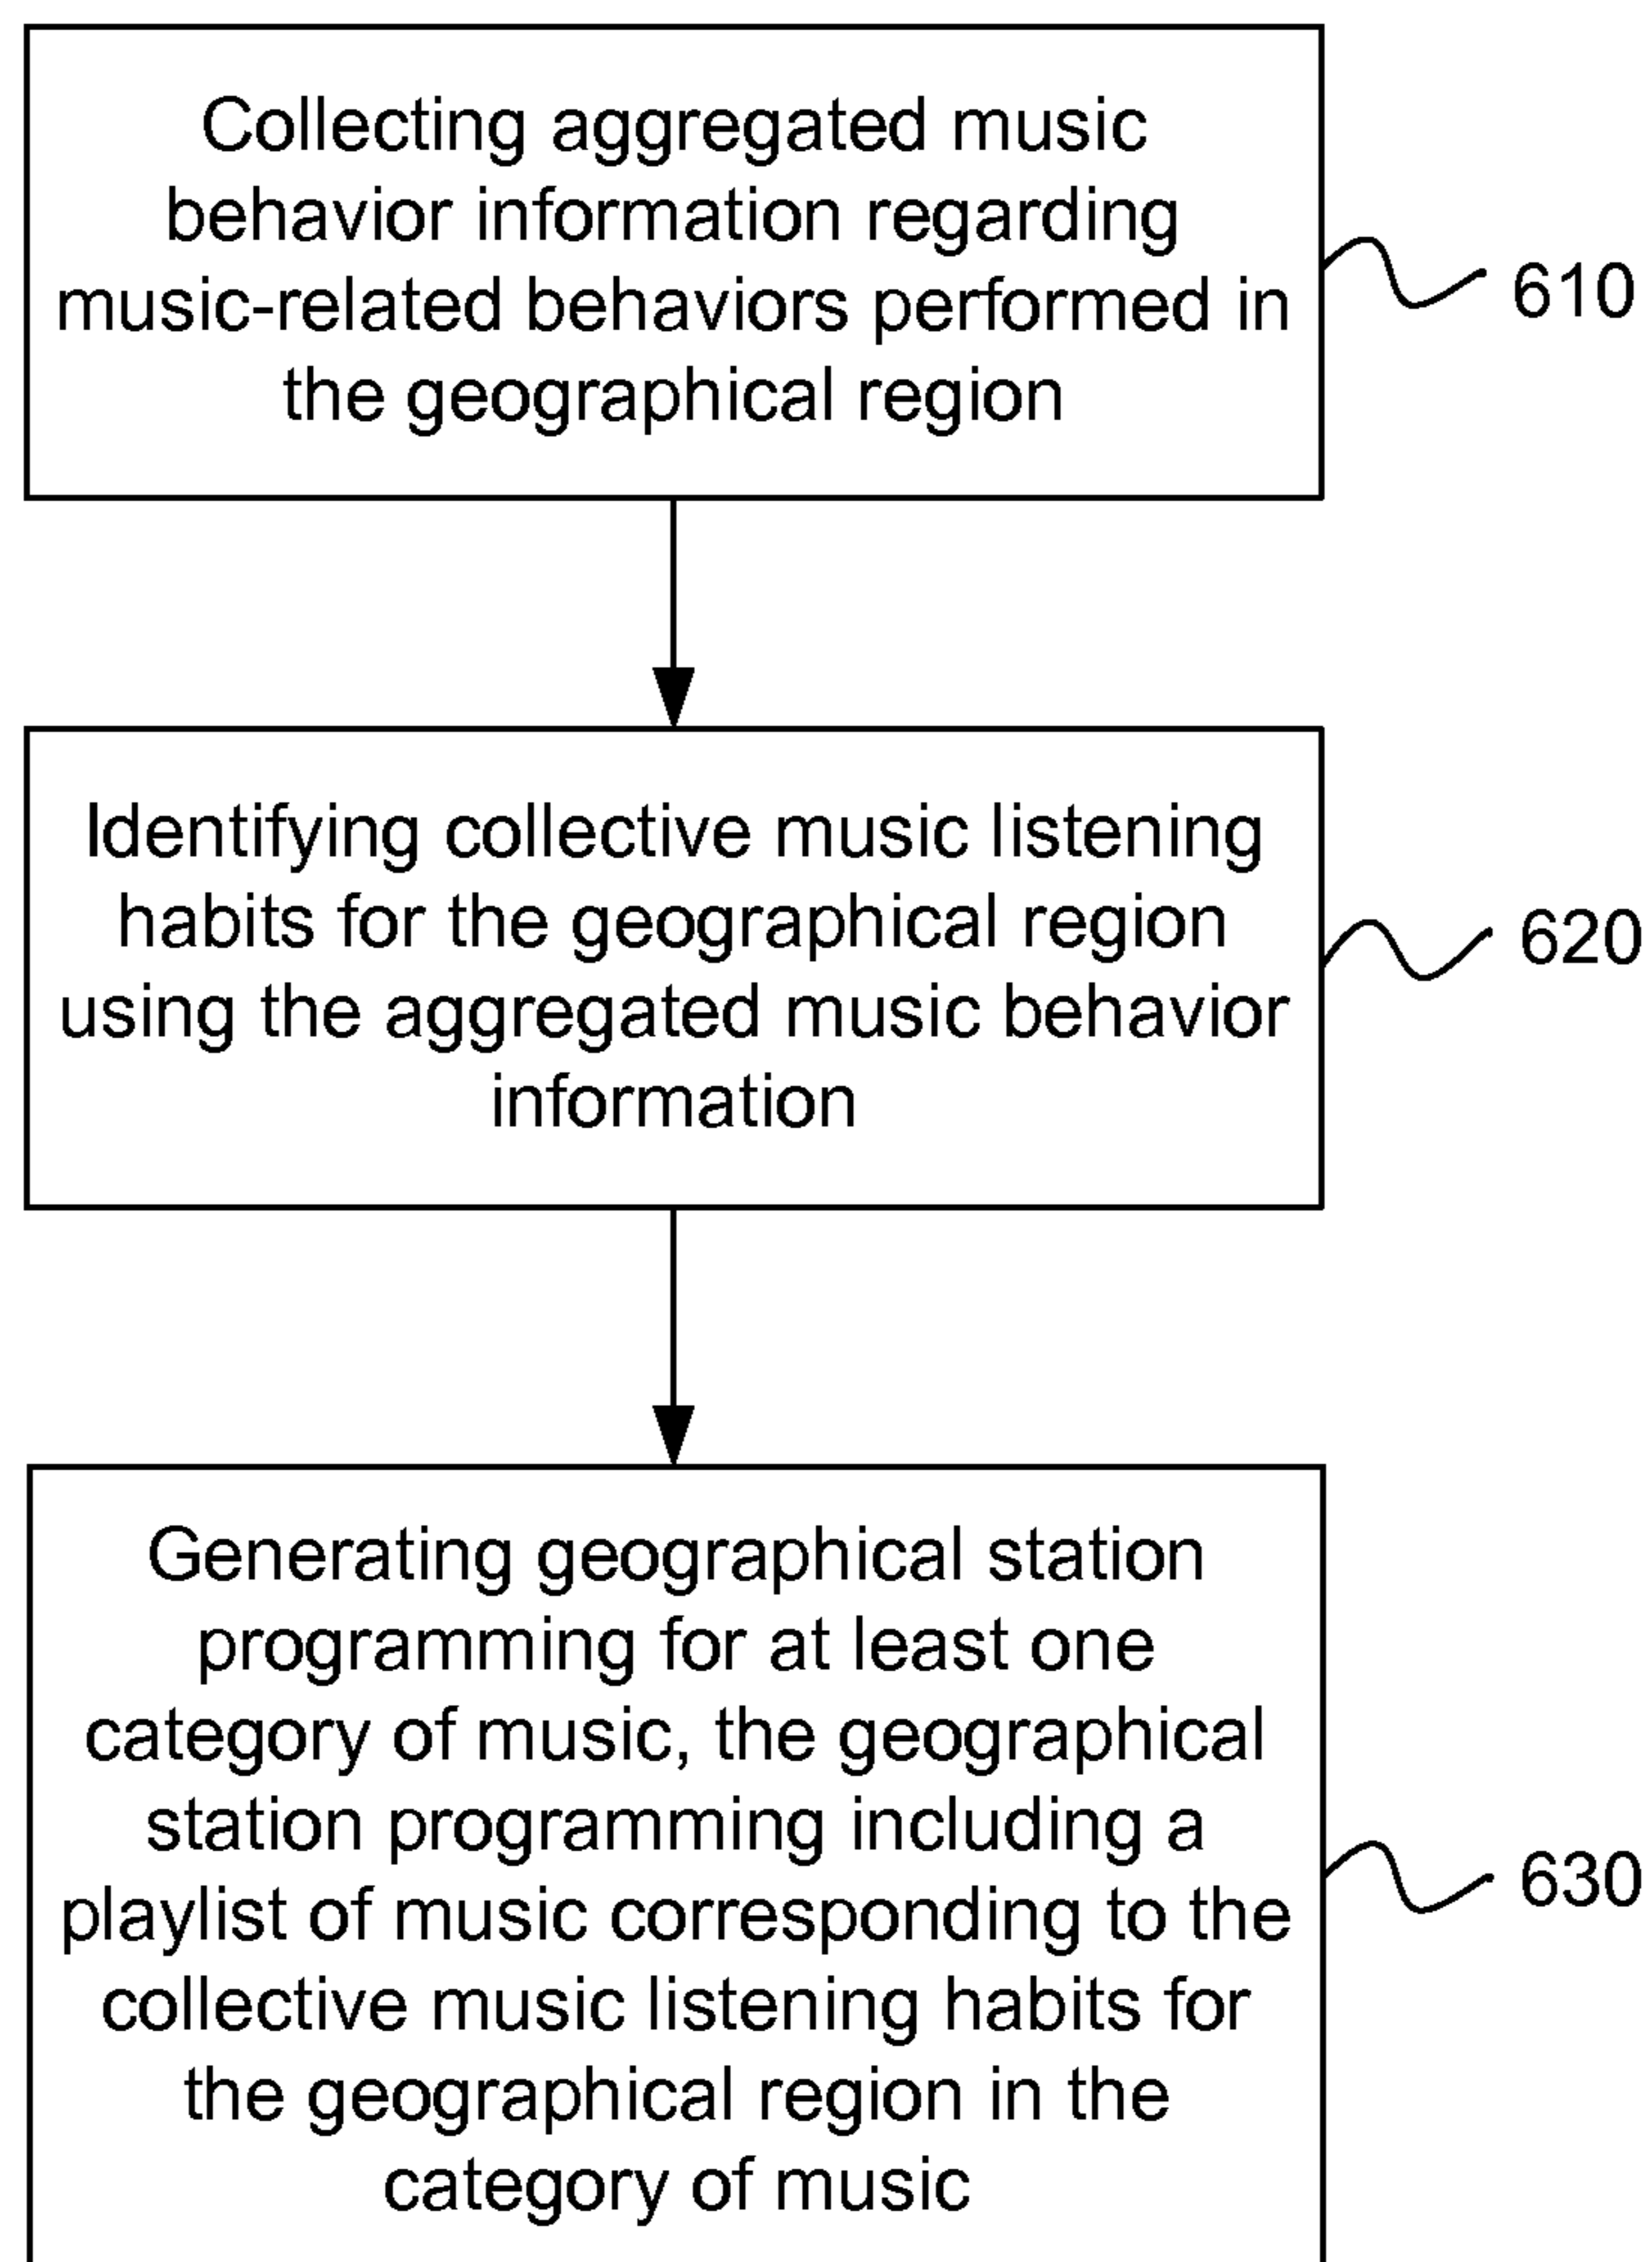 Collecting aggregated music
behavior information regarding
music-related behaviors performed in
the geographical region
610
Identifying collective music listening
habits for the geographical region
using the aggregated music behavior
information
620
Generating geographical station
programming for at least one
category of music, the geographical
station programming including a
playlist of music corresponding to the
collective music listening habits for
the geographical region in the
category of music
630